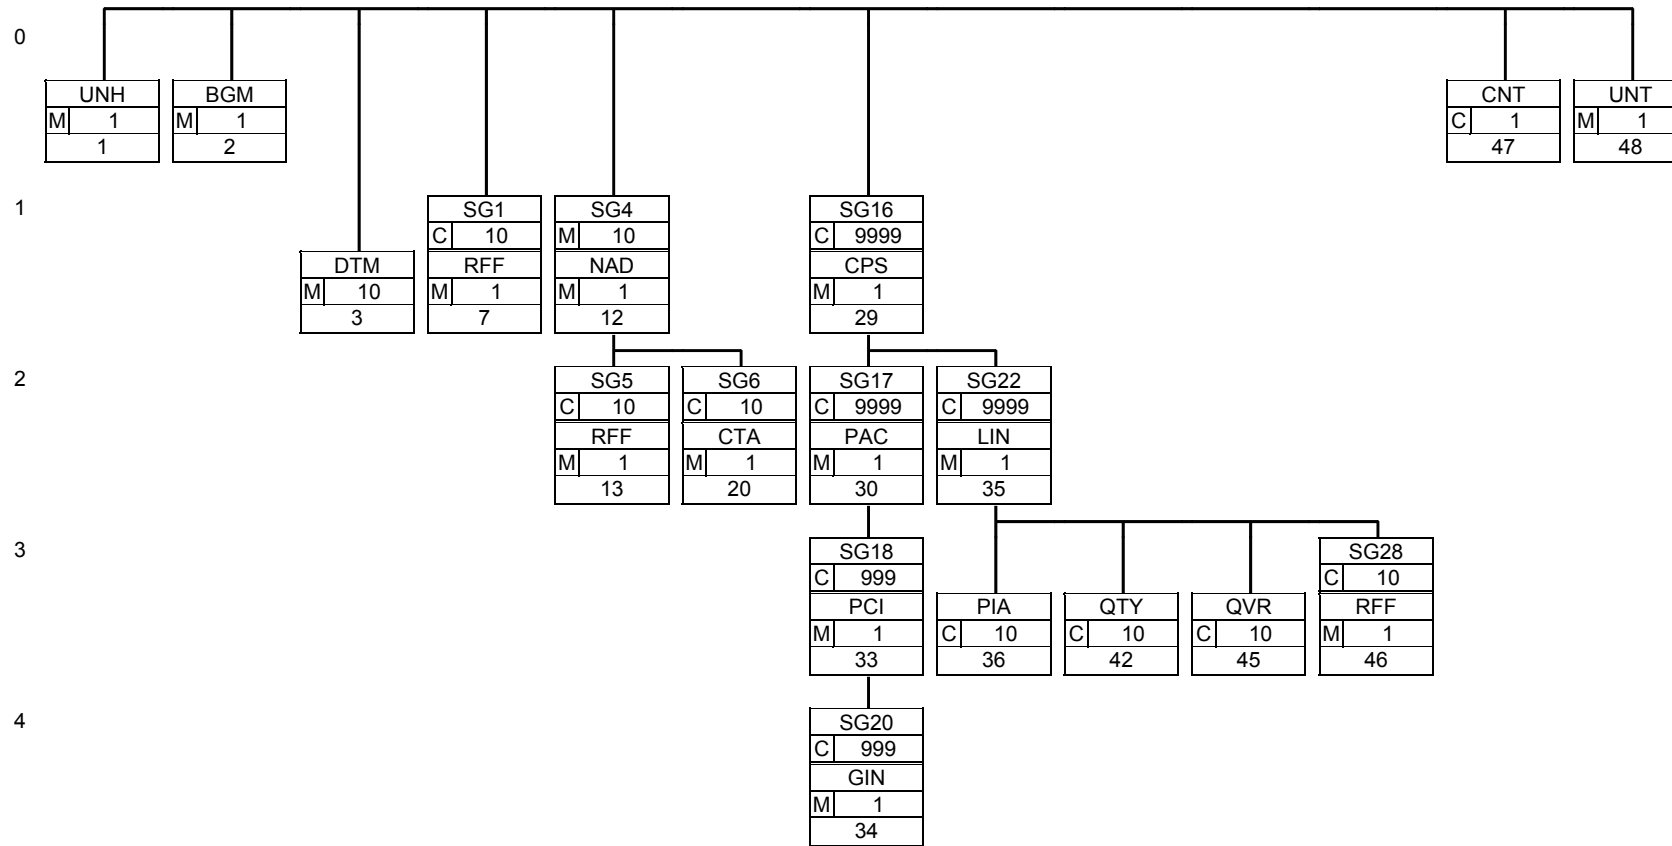 0
UNH
M 1
1
BGM
M 1
2
CNT
C 1
47
UNT
M 1
48
1
DTM
M 10
3
SG1
C 10
RFF
M 1
7
SG4
M 10
NAD
M 1
12
SG16
C 9999
CPS
M 1
29
2
SG5
C 10
RFF
M 1
13
SG6
C 10
CTA
M 1
20
SG17
C 9999
PAC
M 1
30
SG22
C 9999
LIN
M 1
35
3
SG18
C 999
PCI
M 1
33
PIA
C 10
36
QTY
C 10
42
QVR
C 10
45
SG28
C 10
RFF
M 1
46
4
SG20
C 999
GIN
M 1
34